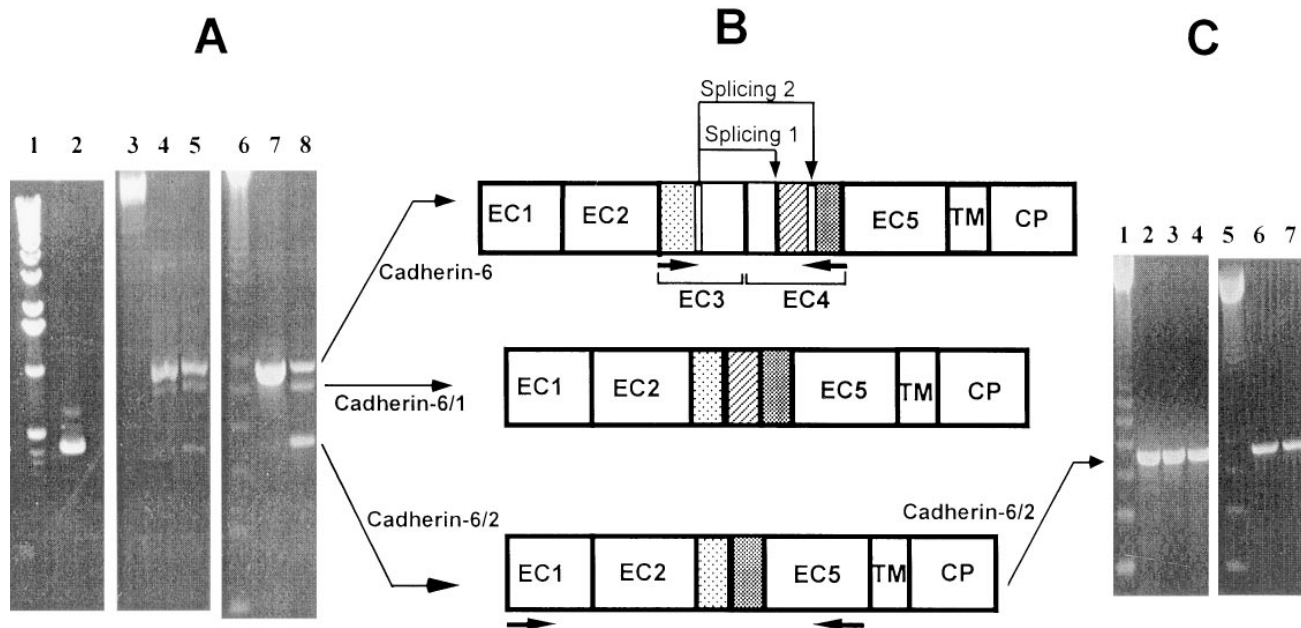 A
B
C
1 2
3 4 5
6 7 8
Splicing 2
Splicing 1
EC1 EC2 EC5 TM CP
EC3 EC4
Cadherin-6
Cadherin-6/1
EC1 EC2 EC5 TM CP
Cadherin-6/2
EC1 EC2 EC5 TM CP
Cadherin-6/2
1 2 3 4
5 6 7